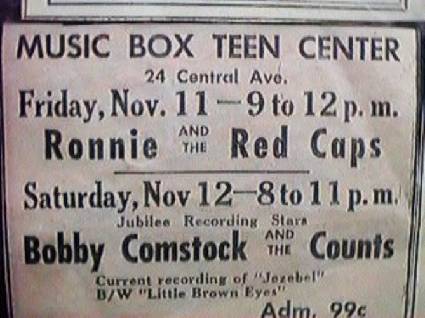 MUSIC BOX TEEN CENTER
24 Central Ave.
Friday, Nov. 11—9 to 12 p. m.
Ronnie AND THE Red Caps
Saturday, Nov 12—8 to 11 p. m.
Jubilee Recording Stars
Bobby Comstock AND THE Counts
Current recording of "Jezebel"
B/W "Little Brown Eyes"
Adm. 99c